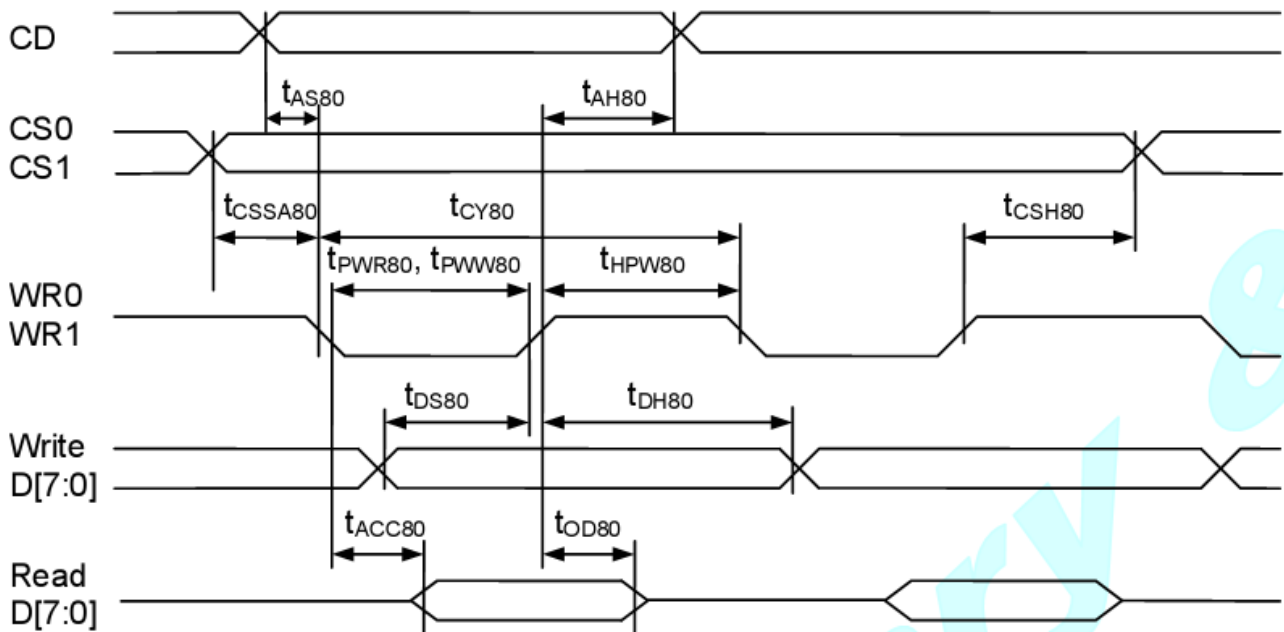 CD
tAS80
tAH80
CS0
CS1
tCSSA80
tCY80
tCSH80
tPWR80, tPWW80
tHPW80
WR0
WR1
tDS80
tDH80
Write
D[7:0]
tACC80
tOD80
Read
D[7:0]